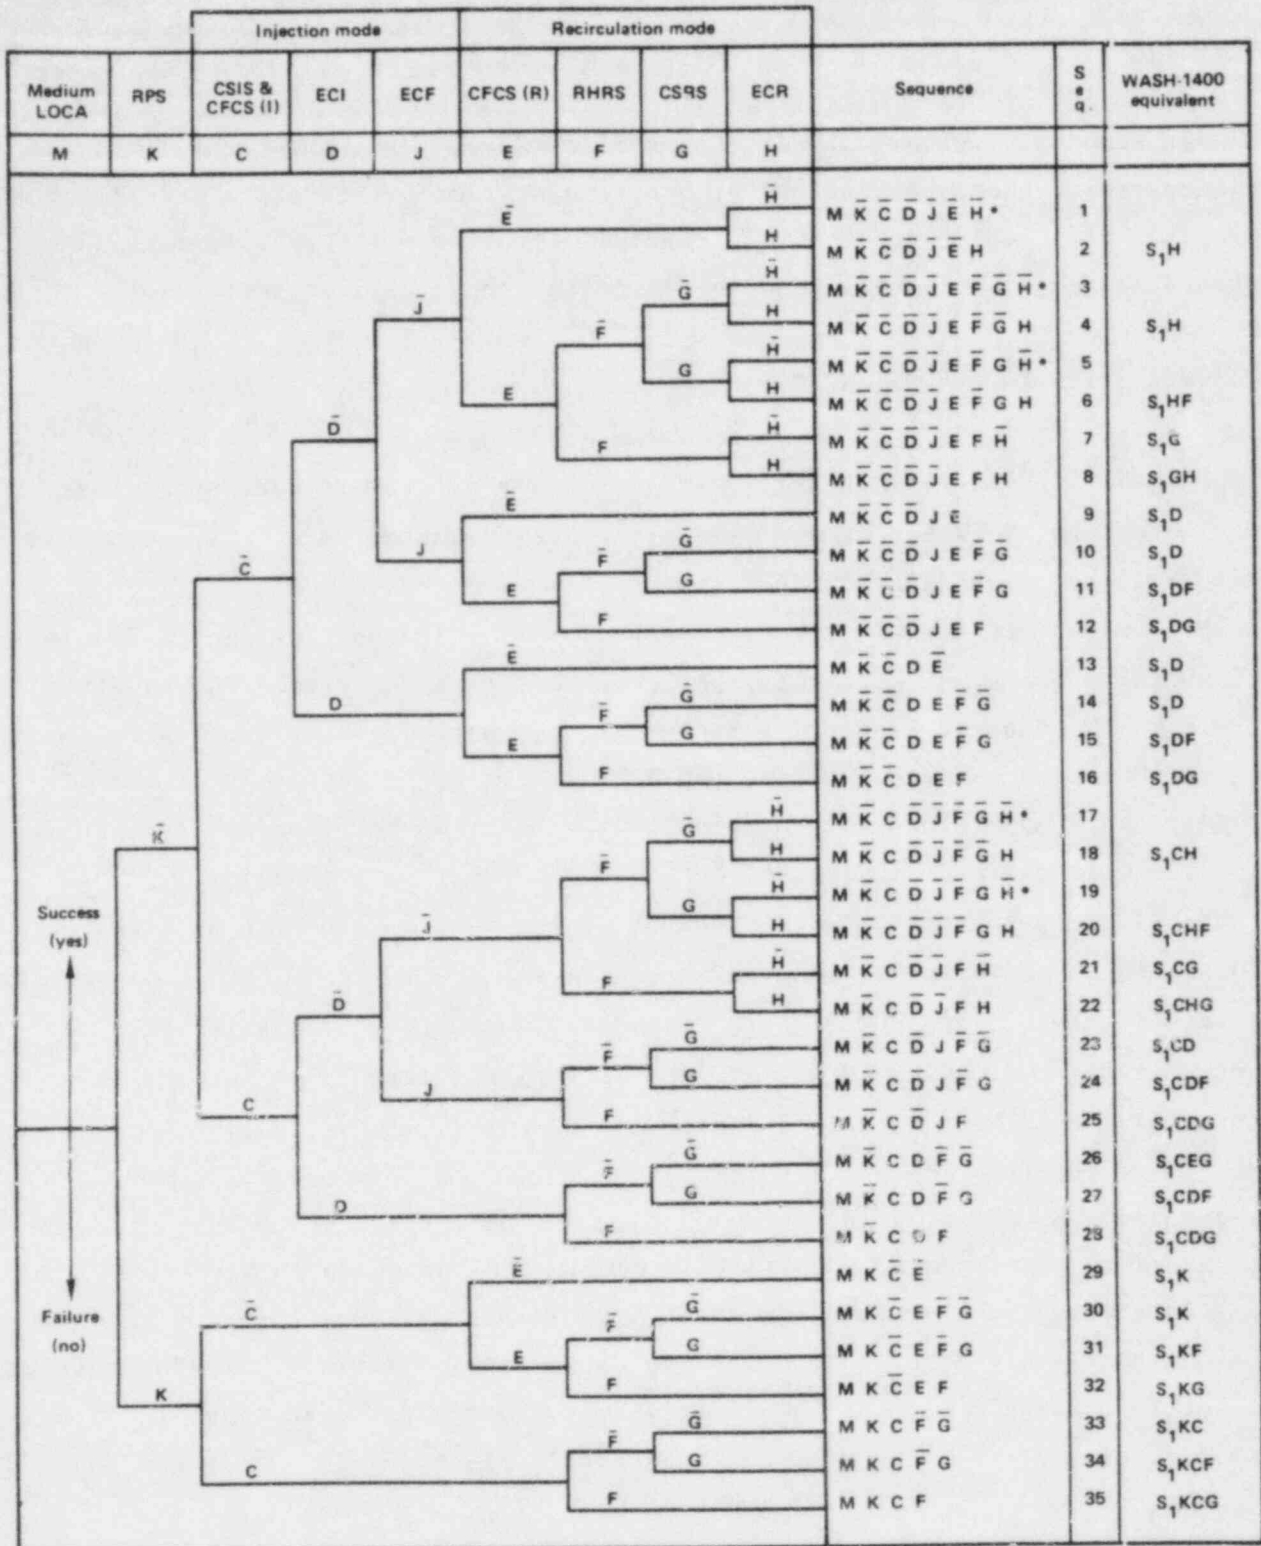 Injection mode Recirculation mode
Medium LOCA RPS CSIS & CFCS (I) ECI ECF CFCS (R) RHRS CSRS ECR Sequence Seq. WASH-1400 equivalent
M K C D J E F G H
H̄
Ē M K̄ C̄ D̄ J̄ Ē H̄* 1
H M K̄ C̄ D̄ J̄ Ē H 2 S₁H
H̄
Ḡ M K̄ C̄ D̄ J̄ E F̄ Ḡ H̄* 3
J̄ H M K̄ C̄ D̄ J̄ E F̄ Ḡ H 4 S₁H
F̄ H̄
G M K̄ C̄ D̄ J̄ E F̄ G H̄* 5
E H M K̄ C̄ D̄ J̄ E F̄ G H 6 S₁HF
D̄ H̄
F M K̄ C̄ D̄ J̄ E F H̄ 7 S₁G
H M K̄ C̄ D̄ J̄ E F H 8 S₁GH
Ē M K̄ C̄ D̄ J Ē 9 S₁D
J Ḡ
C̄ F̄ M K̄ C̄ D̄ J E F̄ Ḡ 10 S₁D
E G M K̄ C̄ D̄ J E F̄ G 11 S₁DF
F M K̄ C̄ D̄ J E F 12 S₁DG
Ē M K̄ C̄ D Ē 13 S₁D
D Ḡ
F̄ M K̄ C̄ D E F̄ Ḡ 14 S₁D
E G M K̄ C̄ D E F̄ G 15 S₁DF
F M K̄ C̄ D E F 16 S₁DG
H̄
K̄ Ḡ M K̄ C D̄ J̄ F̄ Ḡ H̄* 17
F̄ H M K̄ C D̄ J̄ F̄ Ḡ H 18 S₁CH
H̄
Success G M K̄ C D̄ J̄ F̄ G H̄* 19
(yes) J̄ H M K̄ C D̄ J̄ F̄ G H 20 S₁CHF
H̄
F M K̄ C D̄ J̄ F H̄ 21 S₁CG
D̄ H M K̄ C D̄ J̄ F H 22 S₁CHG
Ḡ
F̄ M K̄ C D̄ J F̄ Ḡ 23 S₁CD
C J G M K̄ C D̄ J F̄ G 24 S₁CDF
F M K̄ C D̄ J F 25 S₁CDG
Ḡ
F̄ M K̄ C D F̄ Ḡ 26 S₁CEG
D G M K̄ C D F̄ G 27 S₁CDF
F M K̄ C D F 28 S₁CDG
Ē M K C̄ Ē 29 S₁K
Failure C̄ Ḡ
(no) F̄ M K C̄ E F̄ Ḡ 30 S₁K
E G M K C̄ E F̄ G 31 S₁KF
K F M K C̄ E F 32 S₁KG
Ḡ
F̄ M K C F̄ Ḡ 33 S₁KC
C G M K C F̄ G 34 S₁KCF
F M K C F 35 S₁KCG